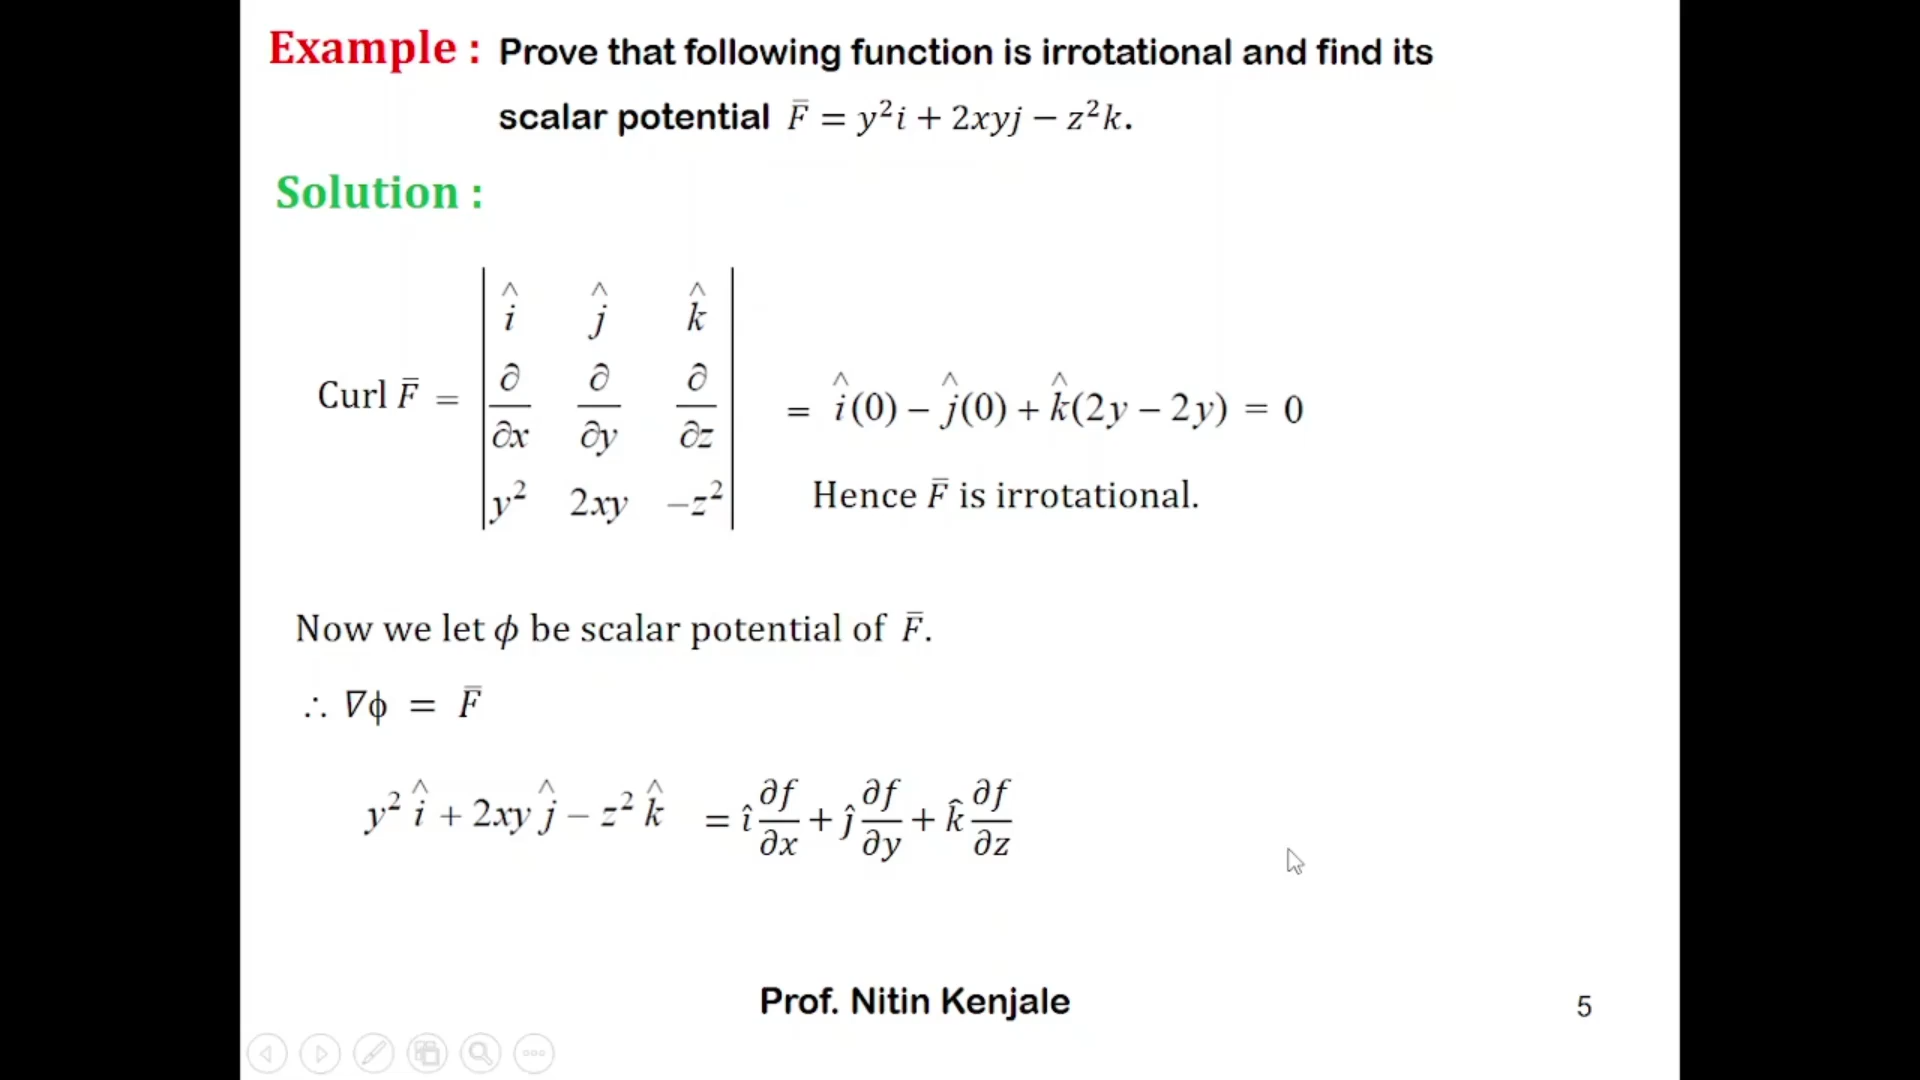 Example : Prove that following function is irrotational and find its
scalar potential F̄ = y²i + 2xyj − z²k.
Solution :
Curl F̄ = | î ĵ k̂ |
| ∂/∂x ∂/∂y ∂/∂z |
| y² 2xy −z² |
= î(0) − ĵ(0) + k̂(2y − 2y) = 0
Hence F̄ is irrotational.
Now we let ϕ be scalar potential of F̄.
∴ ∇ϕ = F̄
y² î + 2xy ĵ − z² k̂ = î ∂f/∂x + ĵ ∂f/∂y + k̂ ∂f/∂z
Prof. Nitin Kenjale
5